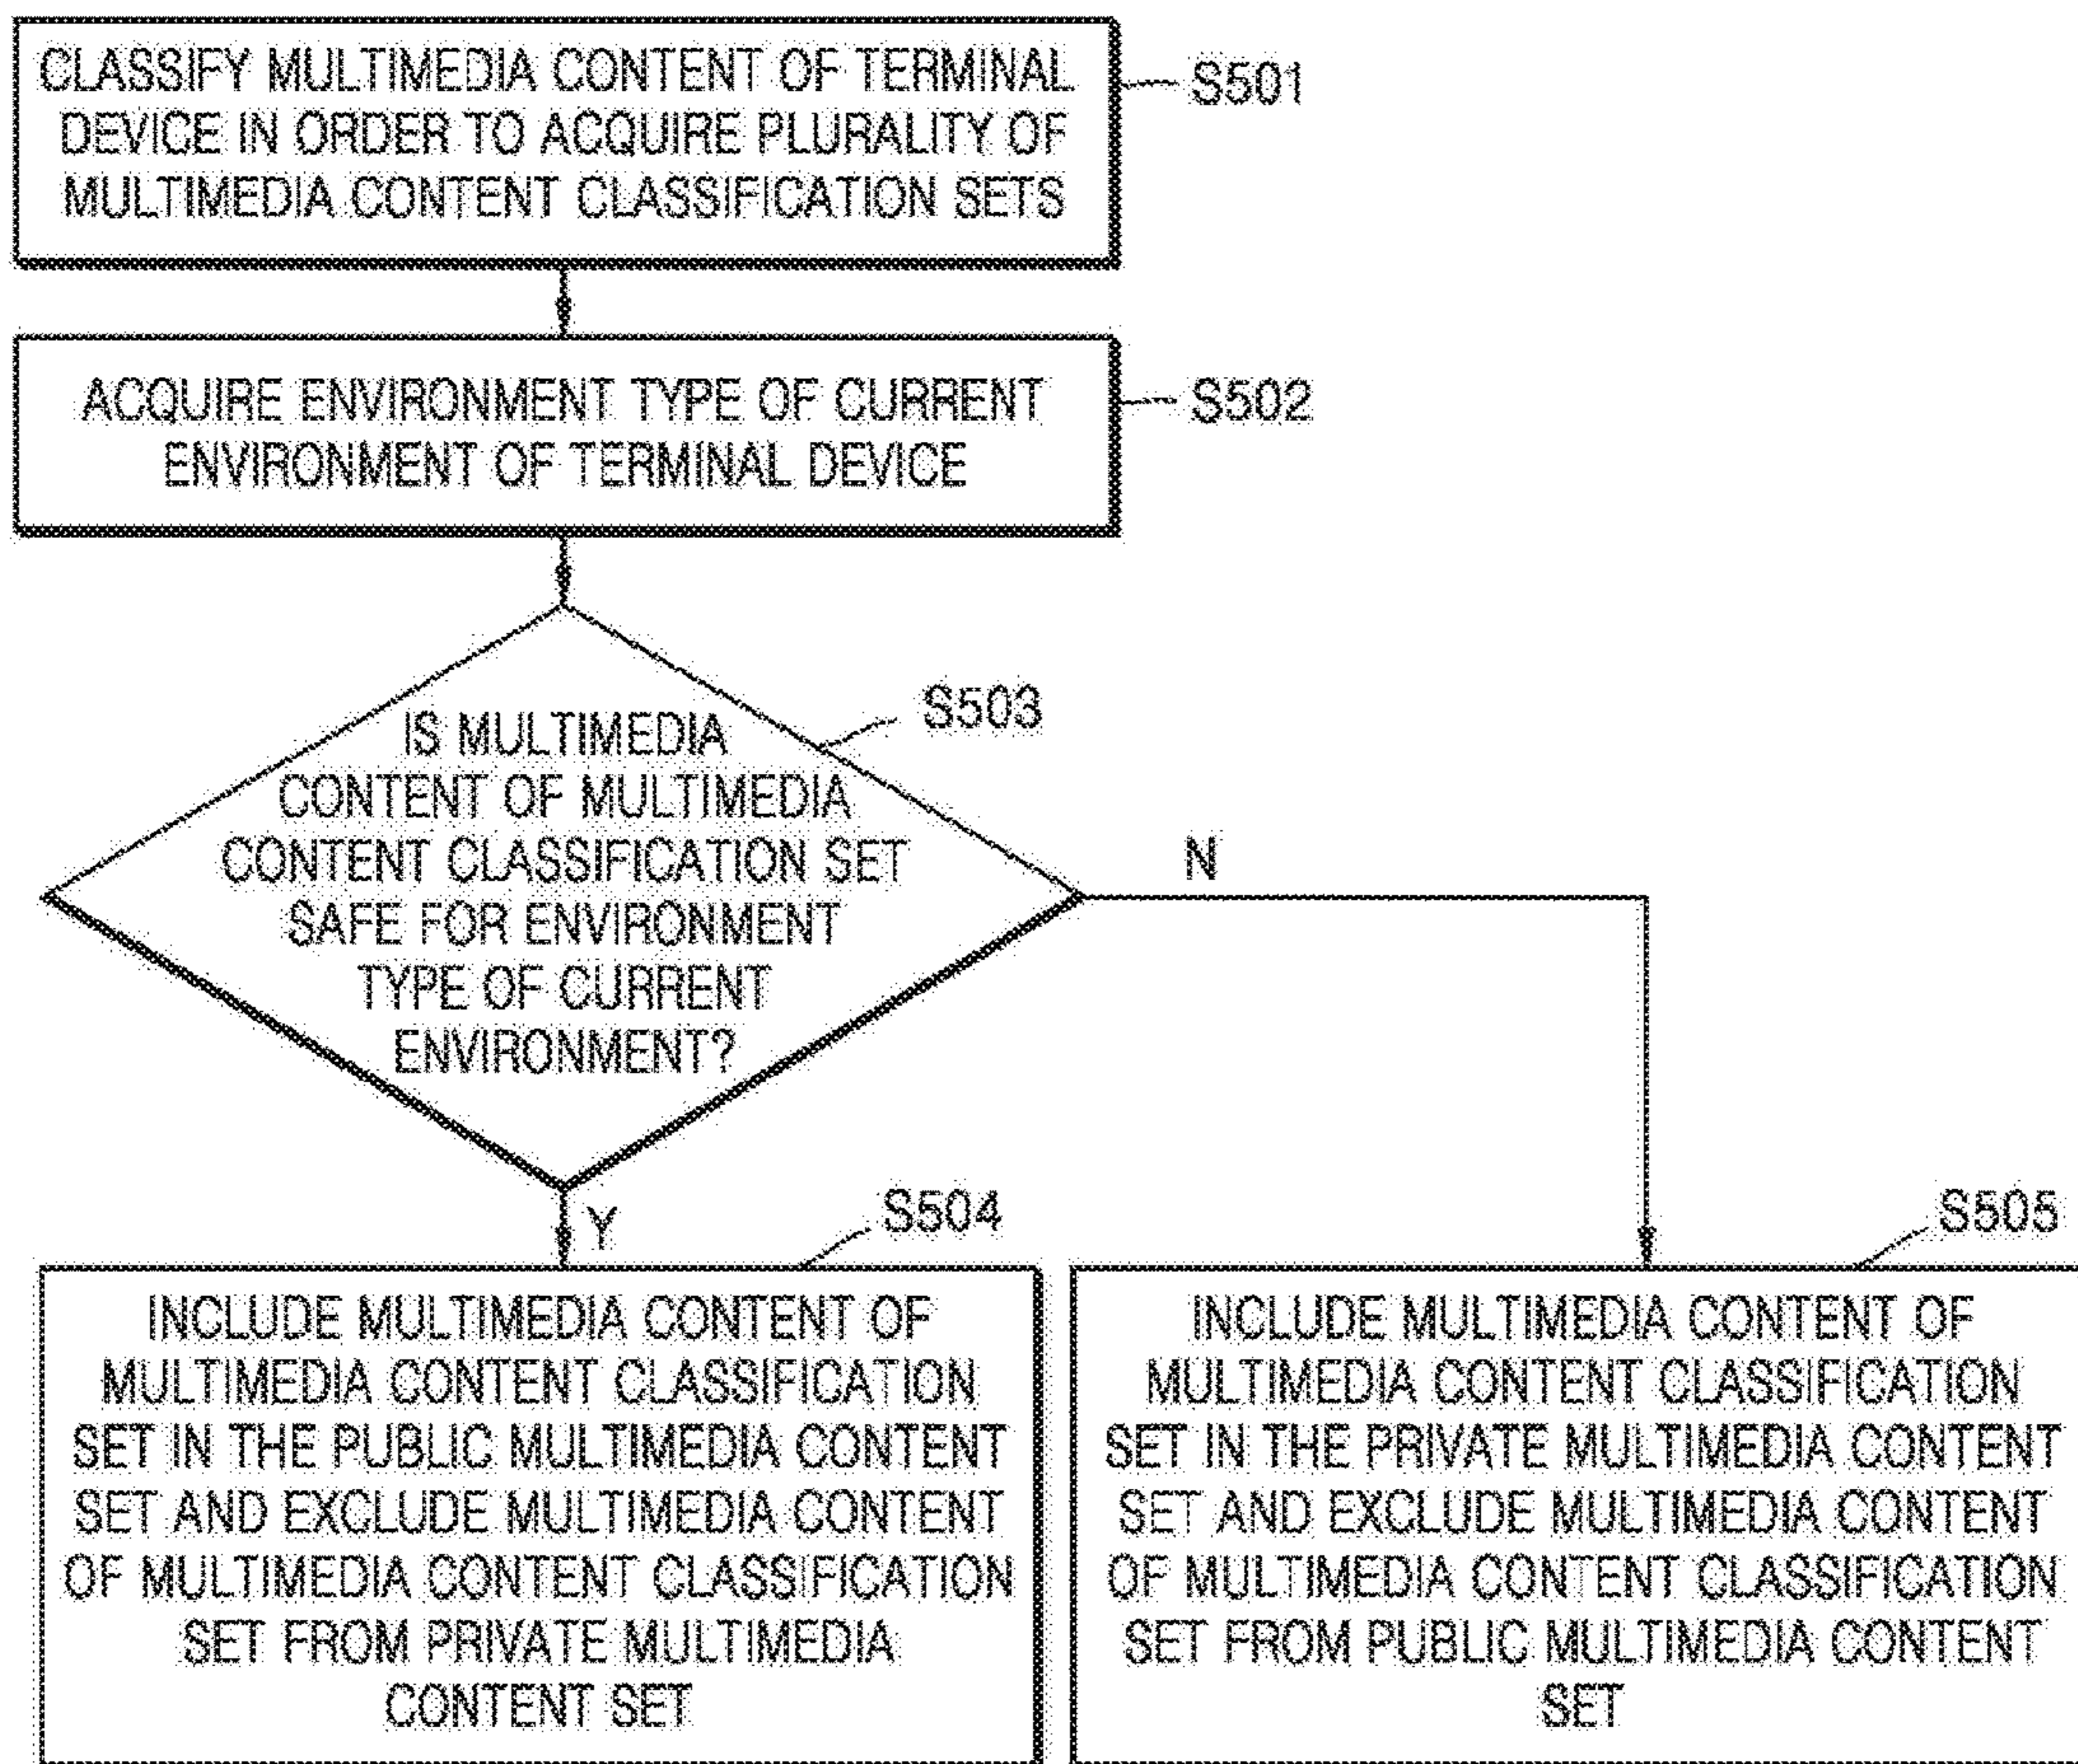 CLASSIFY MULTIMEDIA CONTENT OF TERMINAL
DEVICE IN ORDER TO ACQUIRE PLURALITY OF
MULTIMEDIA CONTENT CLASSIFICATION SETS
S501
ACQUIRE ENVIRONMENT TYPE OF CURRENT
ENVIRONMENT OF TERMINAL DEVICE
S502
S503
IS MULTIMEDIA
CONTENT OF MULTIMEDIA
CONTENT CLASSIFICATION SET
SAFE FOR ENVIRONMENT
TYPE OF CURRENT
ENVIRONMENT?
N
Y
S504
INCLUDE MULTIMEDIA CONTENT OF
MULTIMEDIA CONTENT CLASSIFICATION
SET IN THE PUBLIC MULTIMEDIA CONTENT
SET AND EXCLUDE MULTIMEDIA CONTENT
OF MULTIMEDIA CONTENT CLASSIFICATION
SET FROM PRIVATE MULTIMEDIA
CONTENT SET
S505
INCLUDE MULTIMEDIA CONTENT OF
MULTIMEDIA CONTENT CLASSIFICATION
SET IN THE PRIVATE MULTIMEDIA CONTENT
SET AND EXCLUDE MULTIMEDIA CONTENT
OF MULTIMEDIA CONTENT CLASSIFICATION
SET FROM PUBLIC MULTIMEDIA CONTENT
SET